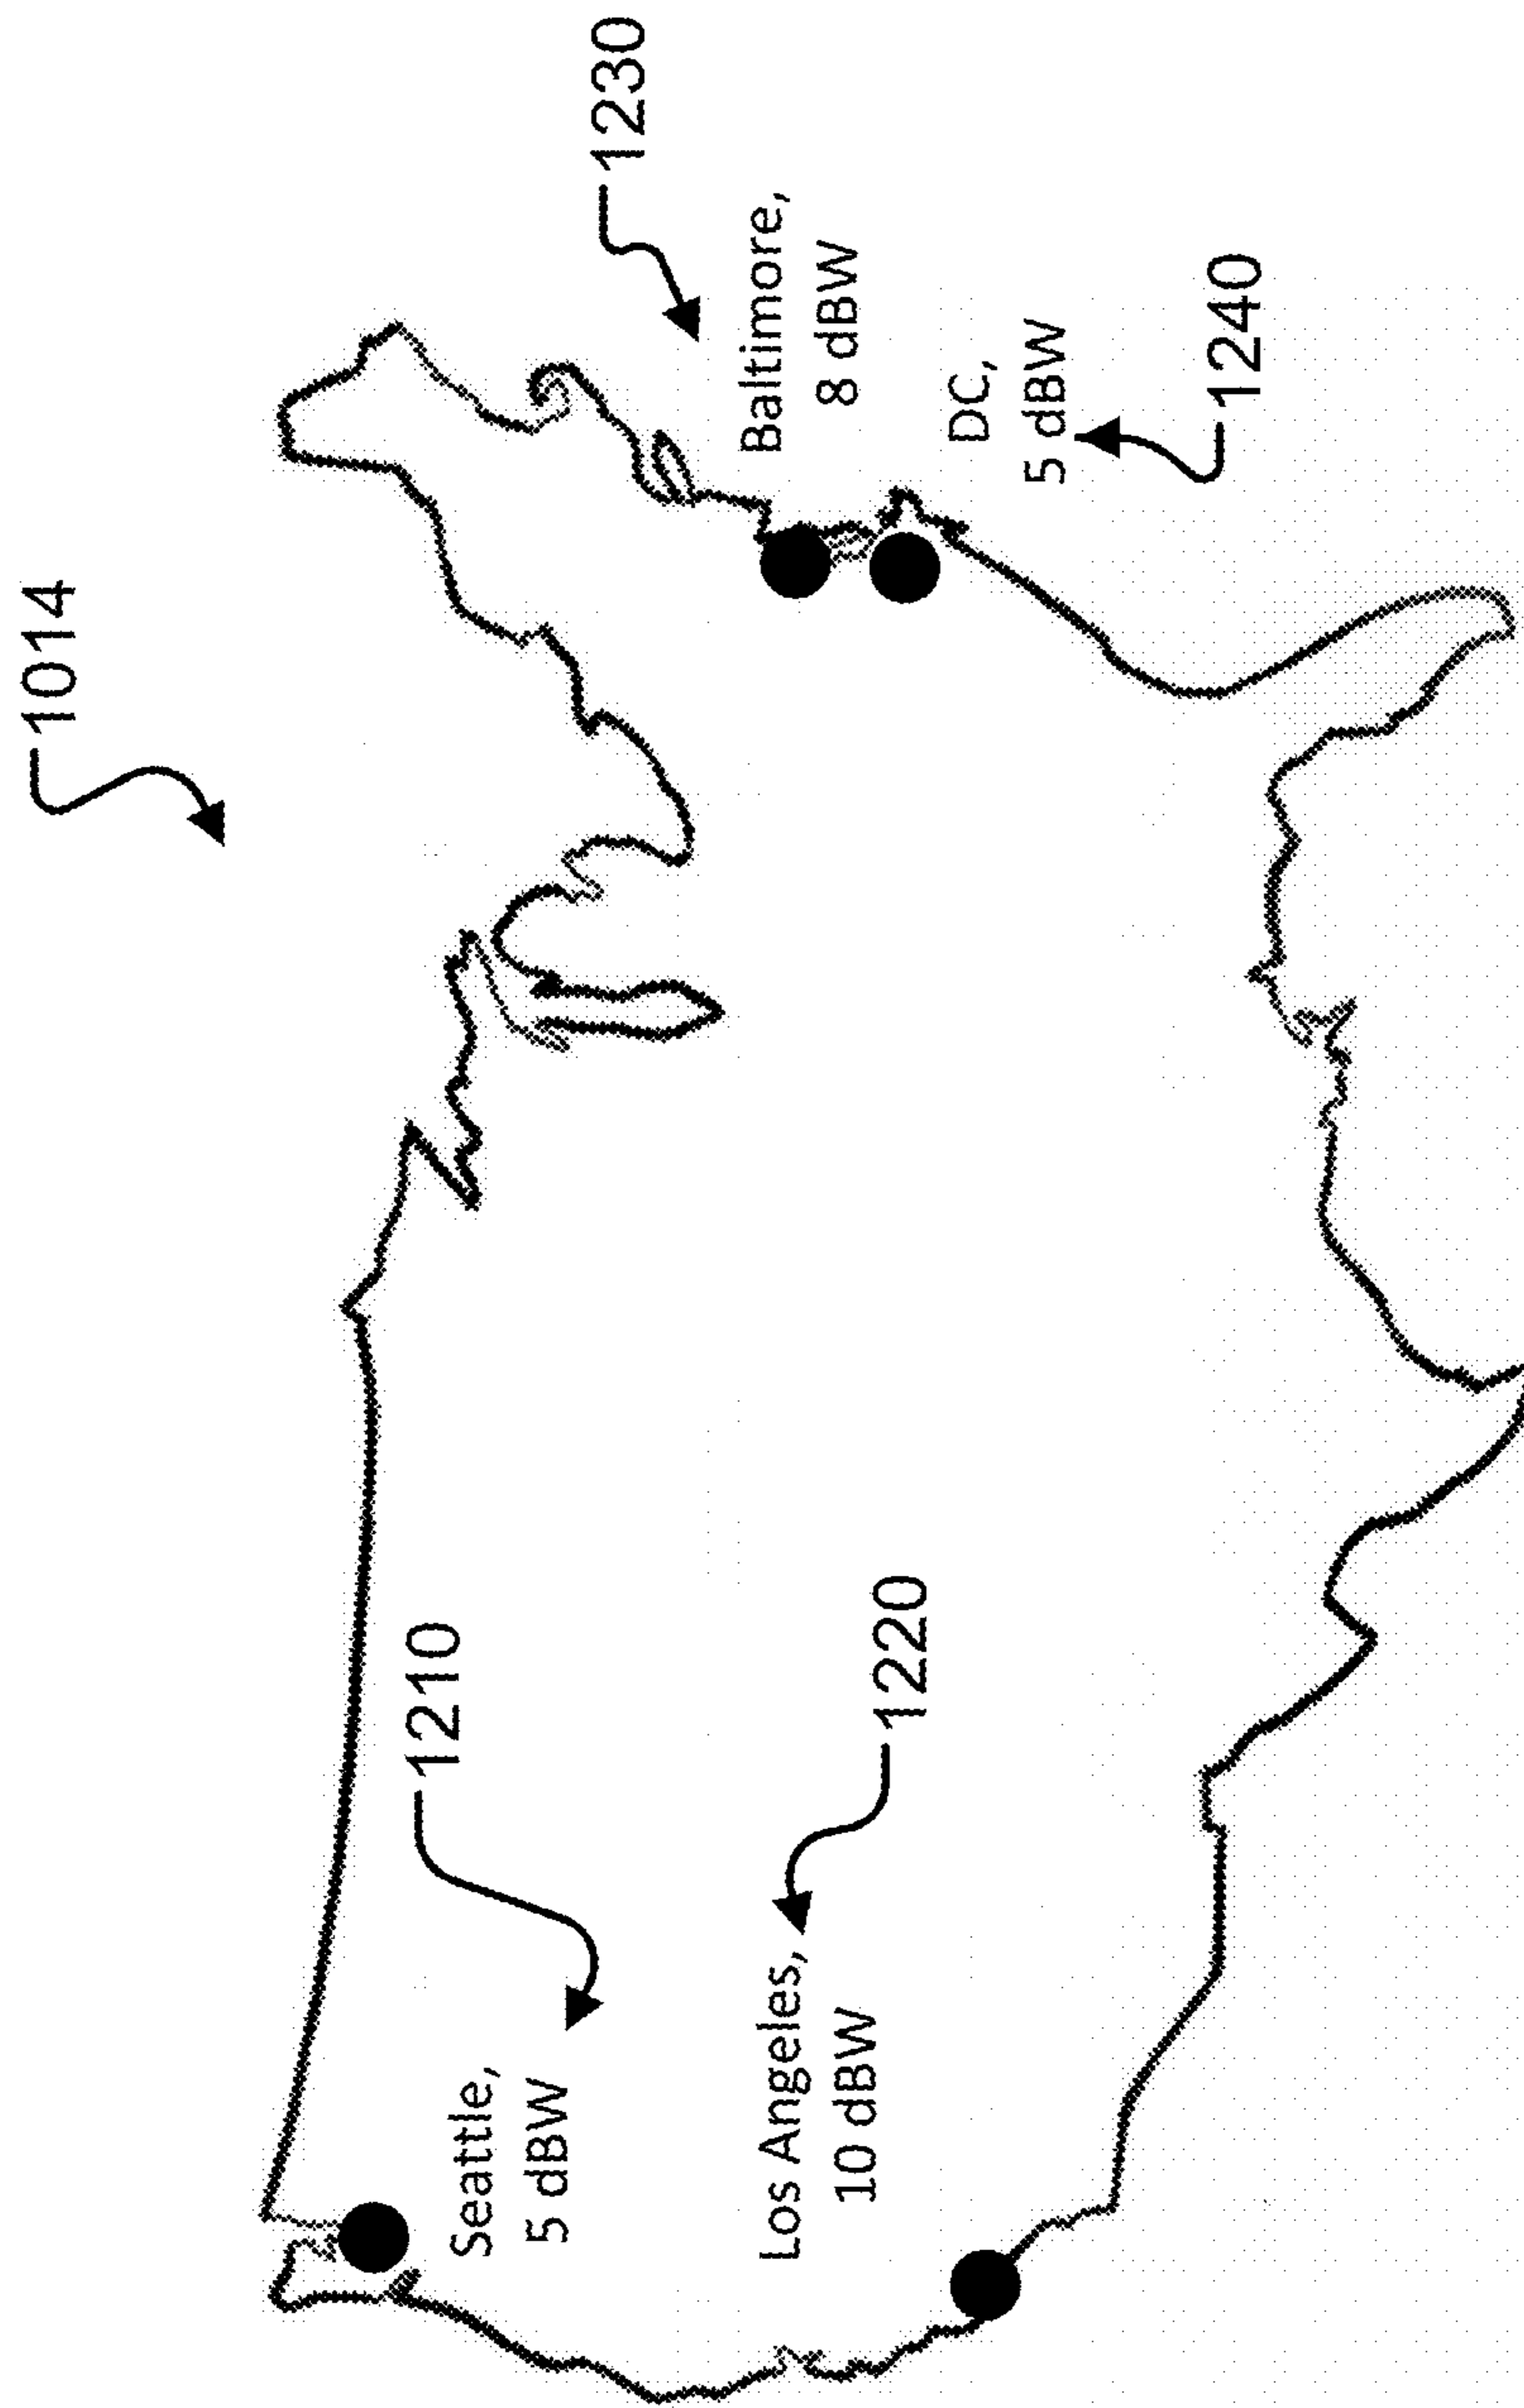 1014
1230
Baltimore,
8 dBW
DC,
5 dBW
1240
1210
Seattle,
5 dBW
1220
Los Angeles,
10 dBW